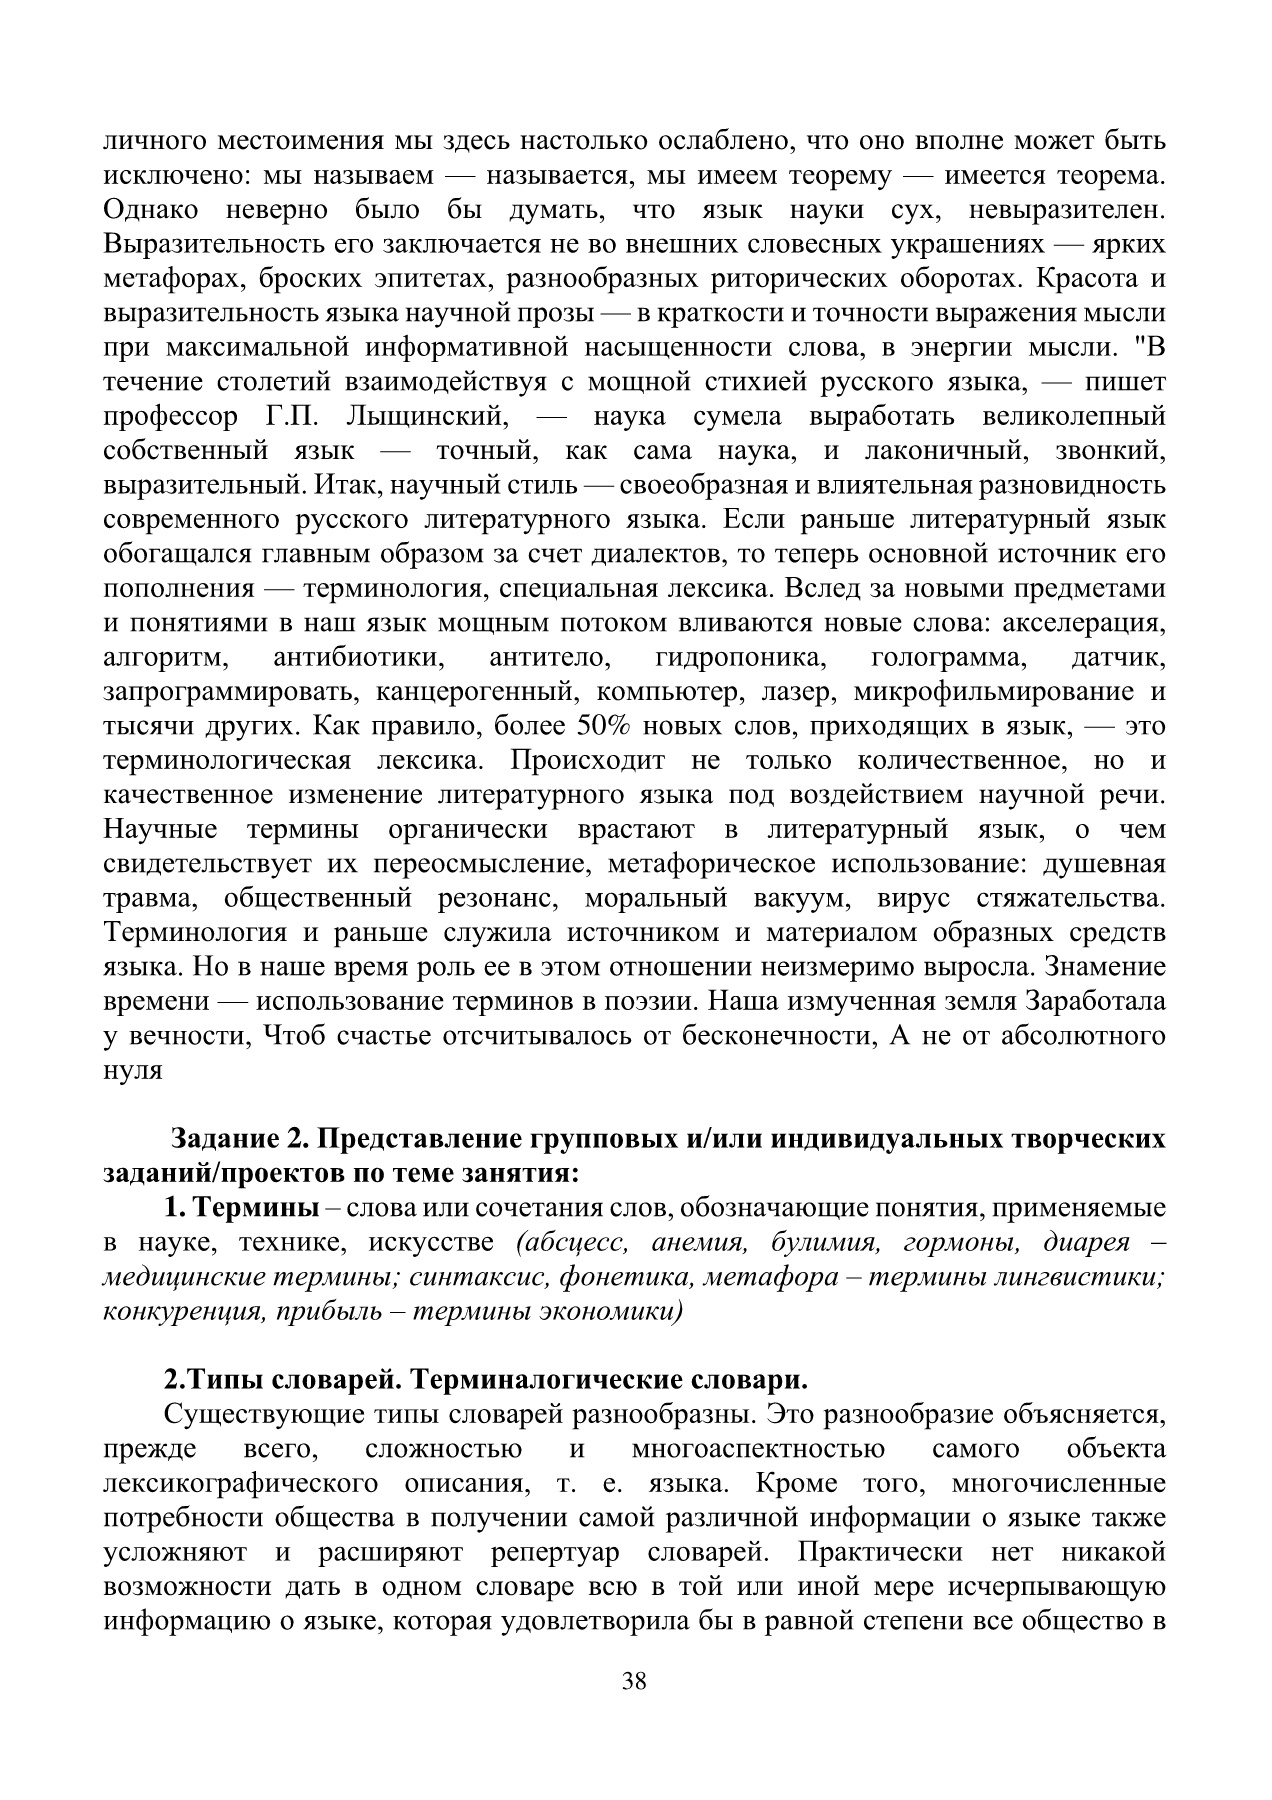 личного местоимения мы здесь настолько ослаблено, что оно вполне может быть
исключено: мы называем — называется, мы имеем теорему — имеется теорема.
Однако неверно было бы думать, что язык науки сух, невыразителен.
Выразительность его заключается не во внешних словесных украшениях — ярких
метафорах, броских эпитетах, разнообразных риторических оборотах. Красота и
выразительность языка научной прозы — в краткости и точности выражения мысли
при максимальной информативной насыщенности слова, в энергии мысли. "В
течение столетий взаимодействуя с мощной стихией русского языка, — пишет
профессор Г.П. Лыщинский, — наука сумела выработать великолепный
собственный язык — точный, как сама наука, и лаконичный, звонкий,
выразительный. Итак, научный стиль — своеобразная и влиятельная разновидность
современного русского литературного языка. Если раньше литературный язык
обогащался главным образом за счет диалектов, то теперь основной источник его
пополнения — терминология, специальная лексика. Вслед за новыми предметами
и понятиями в наш язык мощным потоком вливаются новые слова: акселерация,
алгоритм, антибиотики, антитело, гидропоника, голограмма, датчик,
запрограммировать, канцерогенный, компьютер, лазер, микрофильмирование и
тысячи других. Как правило, более 50% новых слов, приходящих в язык, — это
терминологическая лексика. Происходит не только количественное, но и
качественное изменение литературного языка под воздействием научной речи.
Научные термины органически врастают в литературный язык, о чем
свидетельствует их переосмысление, метафорическое использование: душевная
травма, общественный резонанс, моральный вакуум, вирус стяжательства.
Терминология и раньше служила источником и материалом образных средств
языка. Но в наше время роль ее в этом отношении неизмеримо выросла. Знамение
времени — использование терминов в поэзии. Наша измученная земля Заработала
у вечности, Чтоб счастье отсчитывалось от бесконечности, А не от абсолютного
нуля
Задание 2. Представление групповых и/или индивидуальных творческих
заданий/проектов по теме занятия:
1. Термины – слова или сочетания слов, обозначающие понятия, применяемые
в науке, технике, искусстве (абсцесс, анемия, булимия, гормоны, диарея –
медицинские термины; синтаксис, фонетика, метафора – термины лингвистики;
конкуренция, прибыль – термины экономики)
2.Типы словарей. Терминалогические словари.
Существующие типы словарей разнообразны. Это разнообразие объясняется,
прежде всего, сложностью и многоаспектностью самого объекта
лексикографического описания, т. е. языка. Кроме того, многочисленные
потребности общества в получении самой различной информации о языке также
усложняют и расширяют репертуар словарей. Практически нет никакой
возможности дать в одном словаре всю в той или иной мере исчерпывающую
информацию о языке, которая удовлетворила бы в равной степени все общество в
38